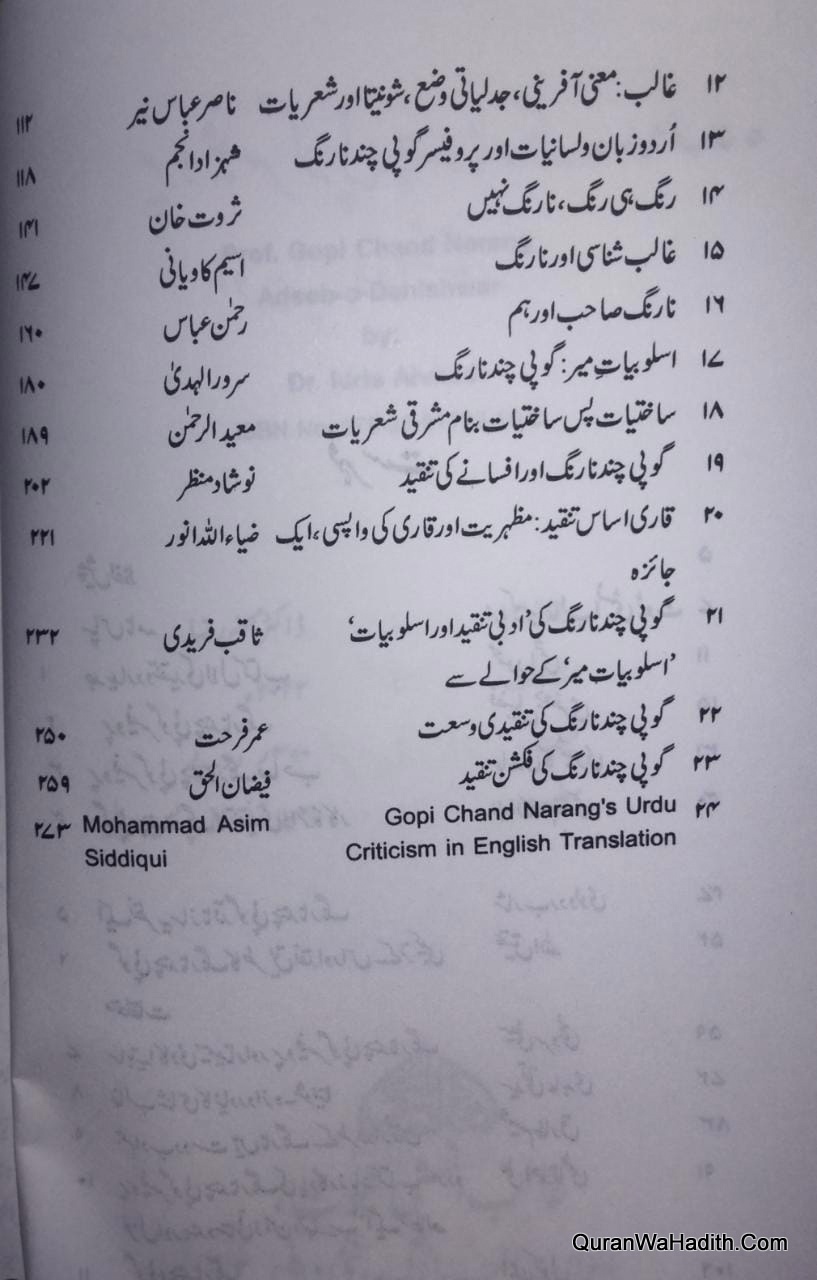 ۱۲ غالب: معنی آفرینی، جدلیاتی وضع، شونیتا اور شعریات ناصر عباس نیر ۱۱۲
۱۳ اُردو زبان و لسانیات اور پروفیسر گوپی چند نارنگ شہزاد انجم ۱۱۸
۱۴ رنگ ہی رنگ، نارنگ نہیں ثروت خان ۱۴۱
۱۵ غالب شناسی اور نارنگ اسیم کاویانی ۱۴۷
۱۶ نارنگ صاحب اور ہم رحمٰن عباس ۱۶۰
۱۷ اسلوبیاتِ میر: گوپی چند نارنگ سرور الہدیٰ ۱۸۰
۱۸ ساختیات پس ساختیات بنام مشرقی شعریات معید الرحمٰن ۱۸۹
۱۹ گوپی چند نارنگ اور افسانے کی تنقید نوشاد منظر ۲۰۲
۲۰ قاری اساس تنقید: مظہریت اور قاری کی واپسی، ایک ضیاء اللہ انور ۲۲۱
جائزہ
۲۱ گوپی چند نارنگ کی ’ادبی تنقید اور اسلوبیات‘ ثاقب فریدی ۲۳۲
’اسلوبیاتِ میر‘ کے حوالے سے
۲۲ گوپی چند نارنگ کی تنقیدی وسعت عمر فرحت ۲۵۰
۲۳ گوپی چند نارنگ کی فکشن تنقید فیضان الحق ۲۵۹
۲۴ Gopi Chand Narang's Urdu Mohammad Asim ۲۷۳
Criticism in English Translation Siddiqui
QuranWaHadith.Com